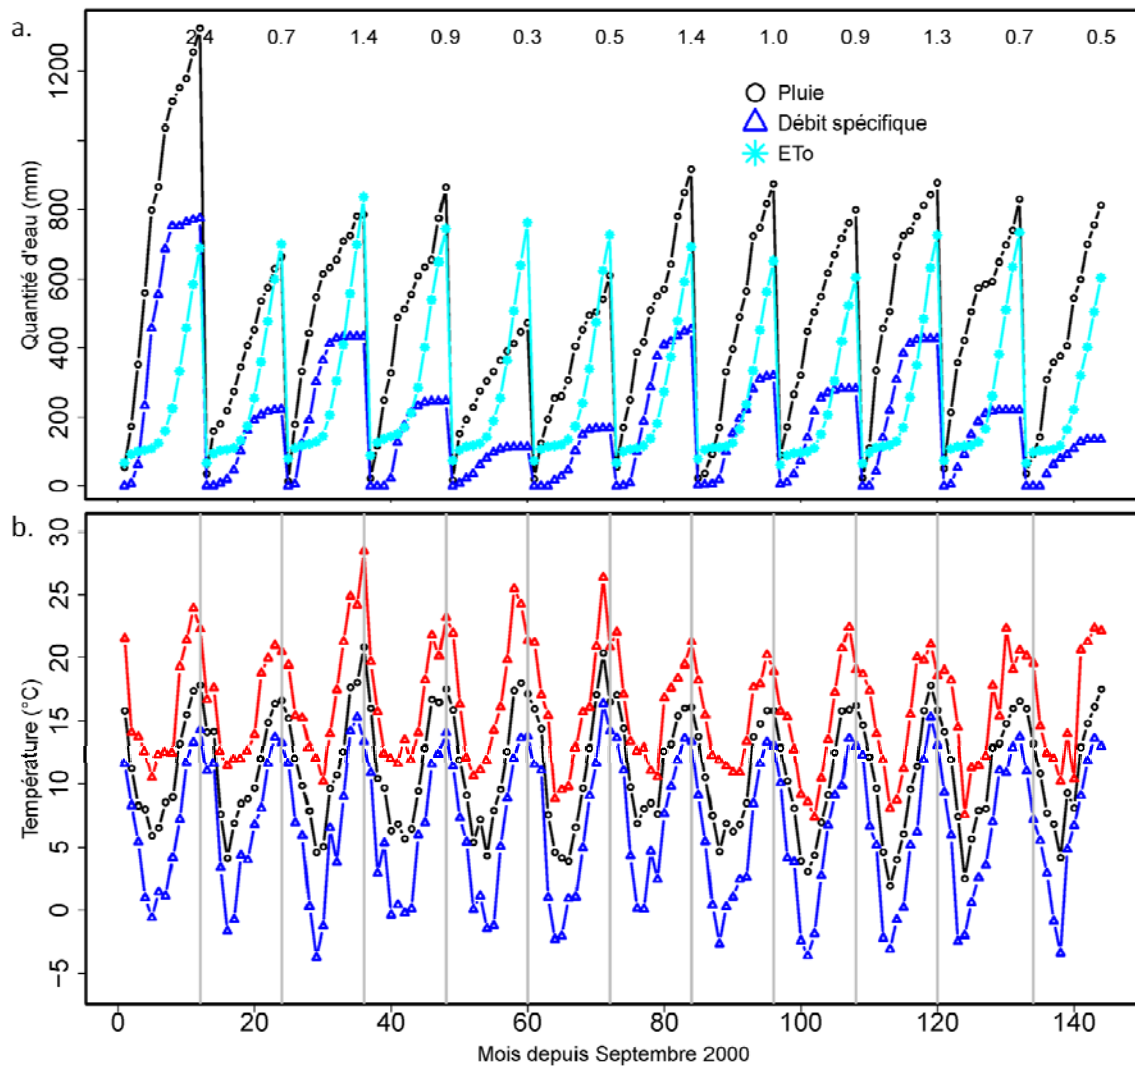 a.
2.4 0.7 1.4 0.9 0.3 0.5 1.4 1.0 0.9 1.3 0.7 0.5
Pluie
Débit spécifique
ETo
Quantité d'eau (mm)
1200
800
600
400
200
0
b.
Température (°C)
30
25
20
15
10
5
0
−5
0 20 40 60 80 100 120 140
Mois depuis Septembre 2000